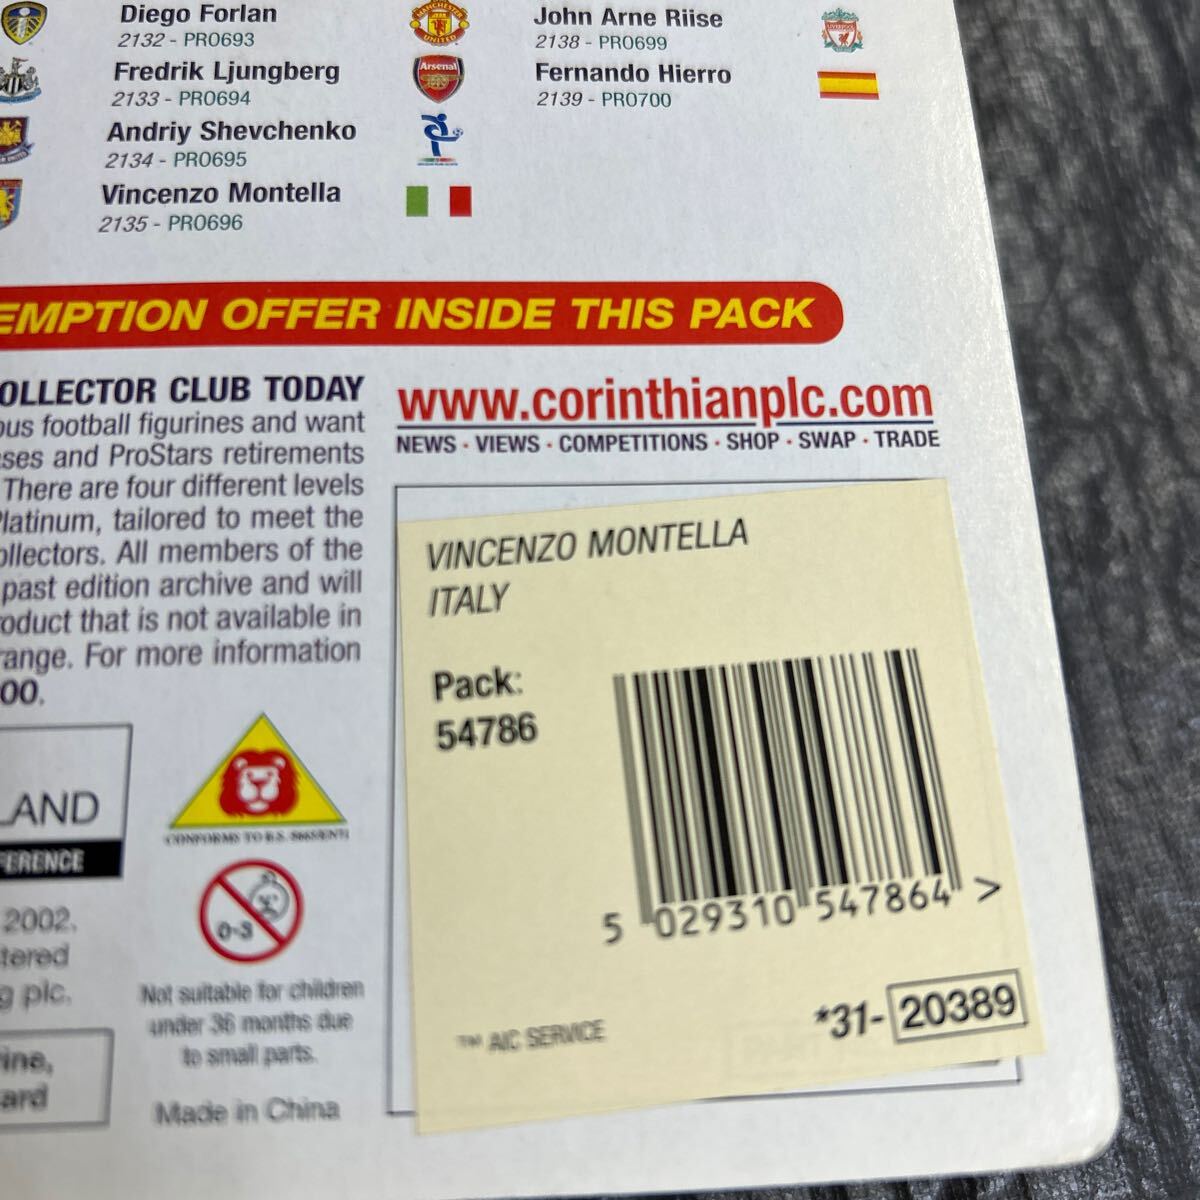 Diego Forlan
2132 - PRO693
Fredrik Ljungberg
2133 - PRO694
Andriy Shevchenko
2134 - PRO695
Vincenzo Montella
2135 - PRO696
MANCHESTER
UNITED
Arsenal
John Arne Riise
2138 - PRO699
Fernando Hierro
2139 - PRO700
EMPTION OFFER INSIDE THIS PACK
OLLECTOR CLUB TODAY
ous football figurines and want
ses and ProStars retirements
There are four different levels
Platinum, tailored to meet the
ollectors. All members of the
past edition archive and will
roduct that is not available in
range. For more information
00.
www.corinthianplc.com
NEWS · VIEWS · COMPETITIONS · SHOP · SWAP · TRADE
VINCENZO MONTELLA
ITALY
Pack:
54786
5 029310 547864 >
*31- 20389
™ AIC SERVICE
LAND
FERENCE
2002.
tered
g plc.
ine,
ard
CONFORMS TO B.S.
0-3
Not suitable for children
under 36 months due
to small parts.
Made in China